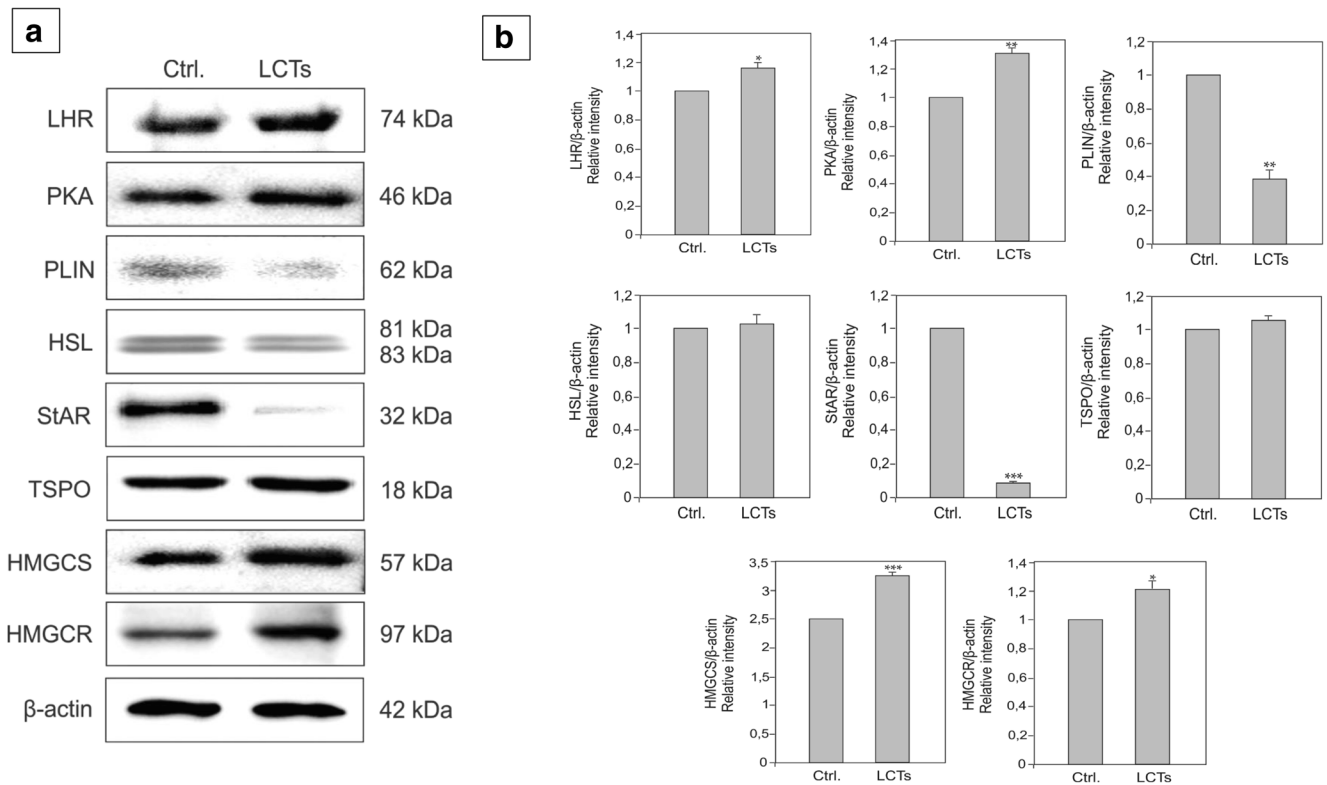 a
Ctrl. LCTs
LHR 74 kDa
PKA 46 kDa
PLIN 62 kDa
HSL 81 kDa
83 kDa
StAR 32 kDa
TSPO 18 kDa
HMGCS 57 kDa
HMGCR 97 kDa
β-actin 42 kDa
b
LHR/β-actin
Relative intensity
1,4
1,2
1
0,8
0,6
0,4
0,2
0
*
Ctrl. LCTs
PKA/β-actin
Relative intensity
1,4
1,2
1
0,8
0,6
0,4
0,2
0
**
Ctrl. LCTs
PLIN/β-actin
Relative intensity
1,2
1
0,8
0,6
0,4
0,2
0
**
Ctrl. LCTs
HSL/β-actin
Relative intensity
1,2
1
0,8
0,6
0,4
0,2
0
Ctrl. LCTs
StAR/β-actin
Relative intensity
1,2
1
0,8
0,6
0,4
0,2
0
***
Ctrl. LCTs
TSPO/β-actin
Relative intensity
1,2
1
0,8
0,6
0,4
0,2
0
Ctrl. LCTs
HMGCS/β-actin
Relative intensity
3,5
3
2,5
2
1,5
1
0,5
0
***
Ctrl. LCTs
HMGCR/β-actin
Relative intensity
1,4
1,2
1
0,8
0,6
0,4
0,2
0
*
Ctrl. LCTs